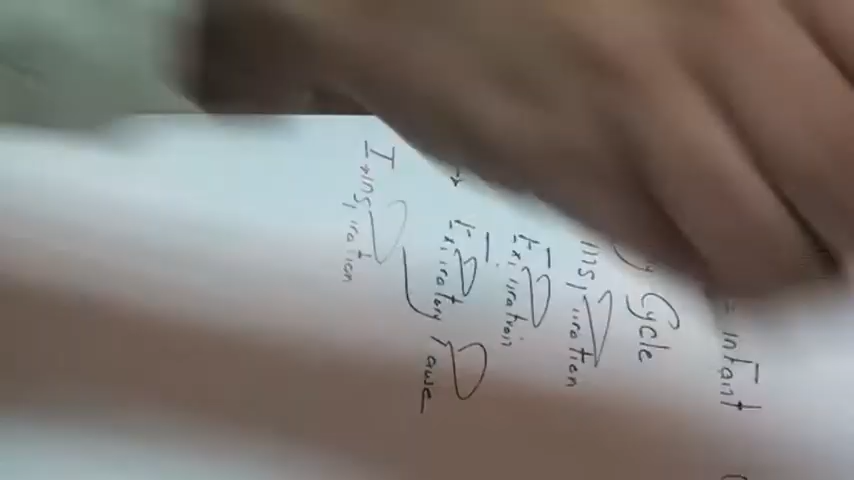 = infant
y Cycle
inspiration
Expiration
→ Expiratory Pause
Inspiration